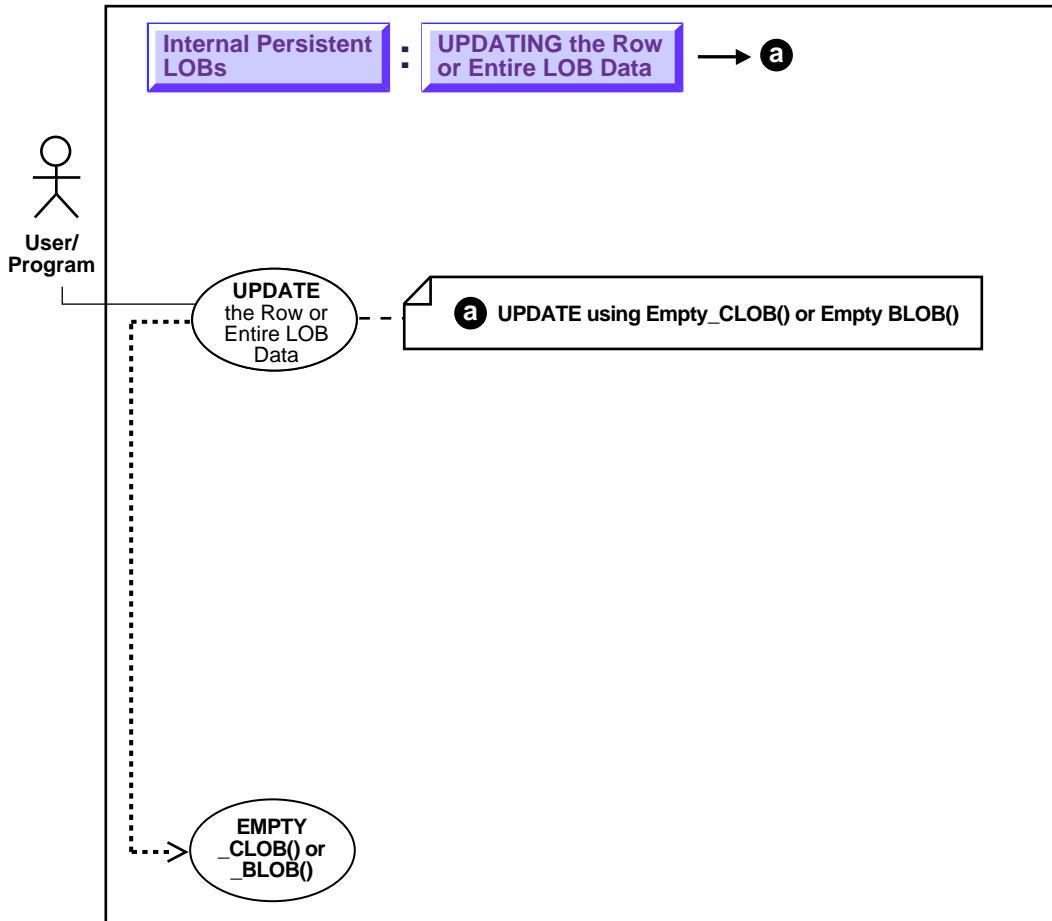 Internal Persistent
LOBs
:
UPDATING the Row
or Entire LOB Data
a
User/
Program
UPDATE
the Row or
Entire LOB
Data
a UPDATE using Empty_CLOB() or Empty BLOB()
EMPTY
_CLOB() or
_BLOB()